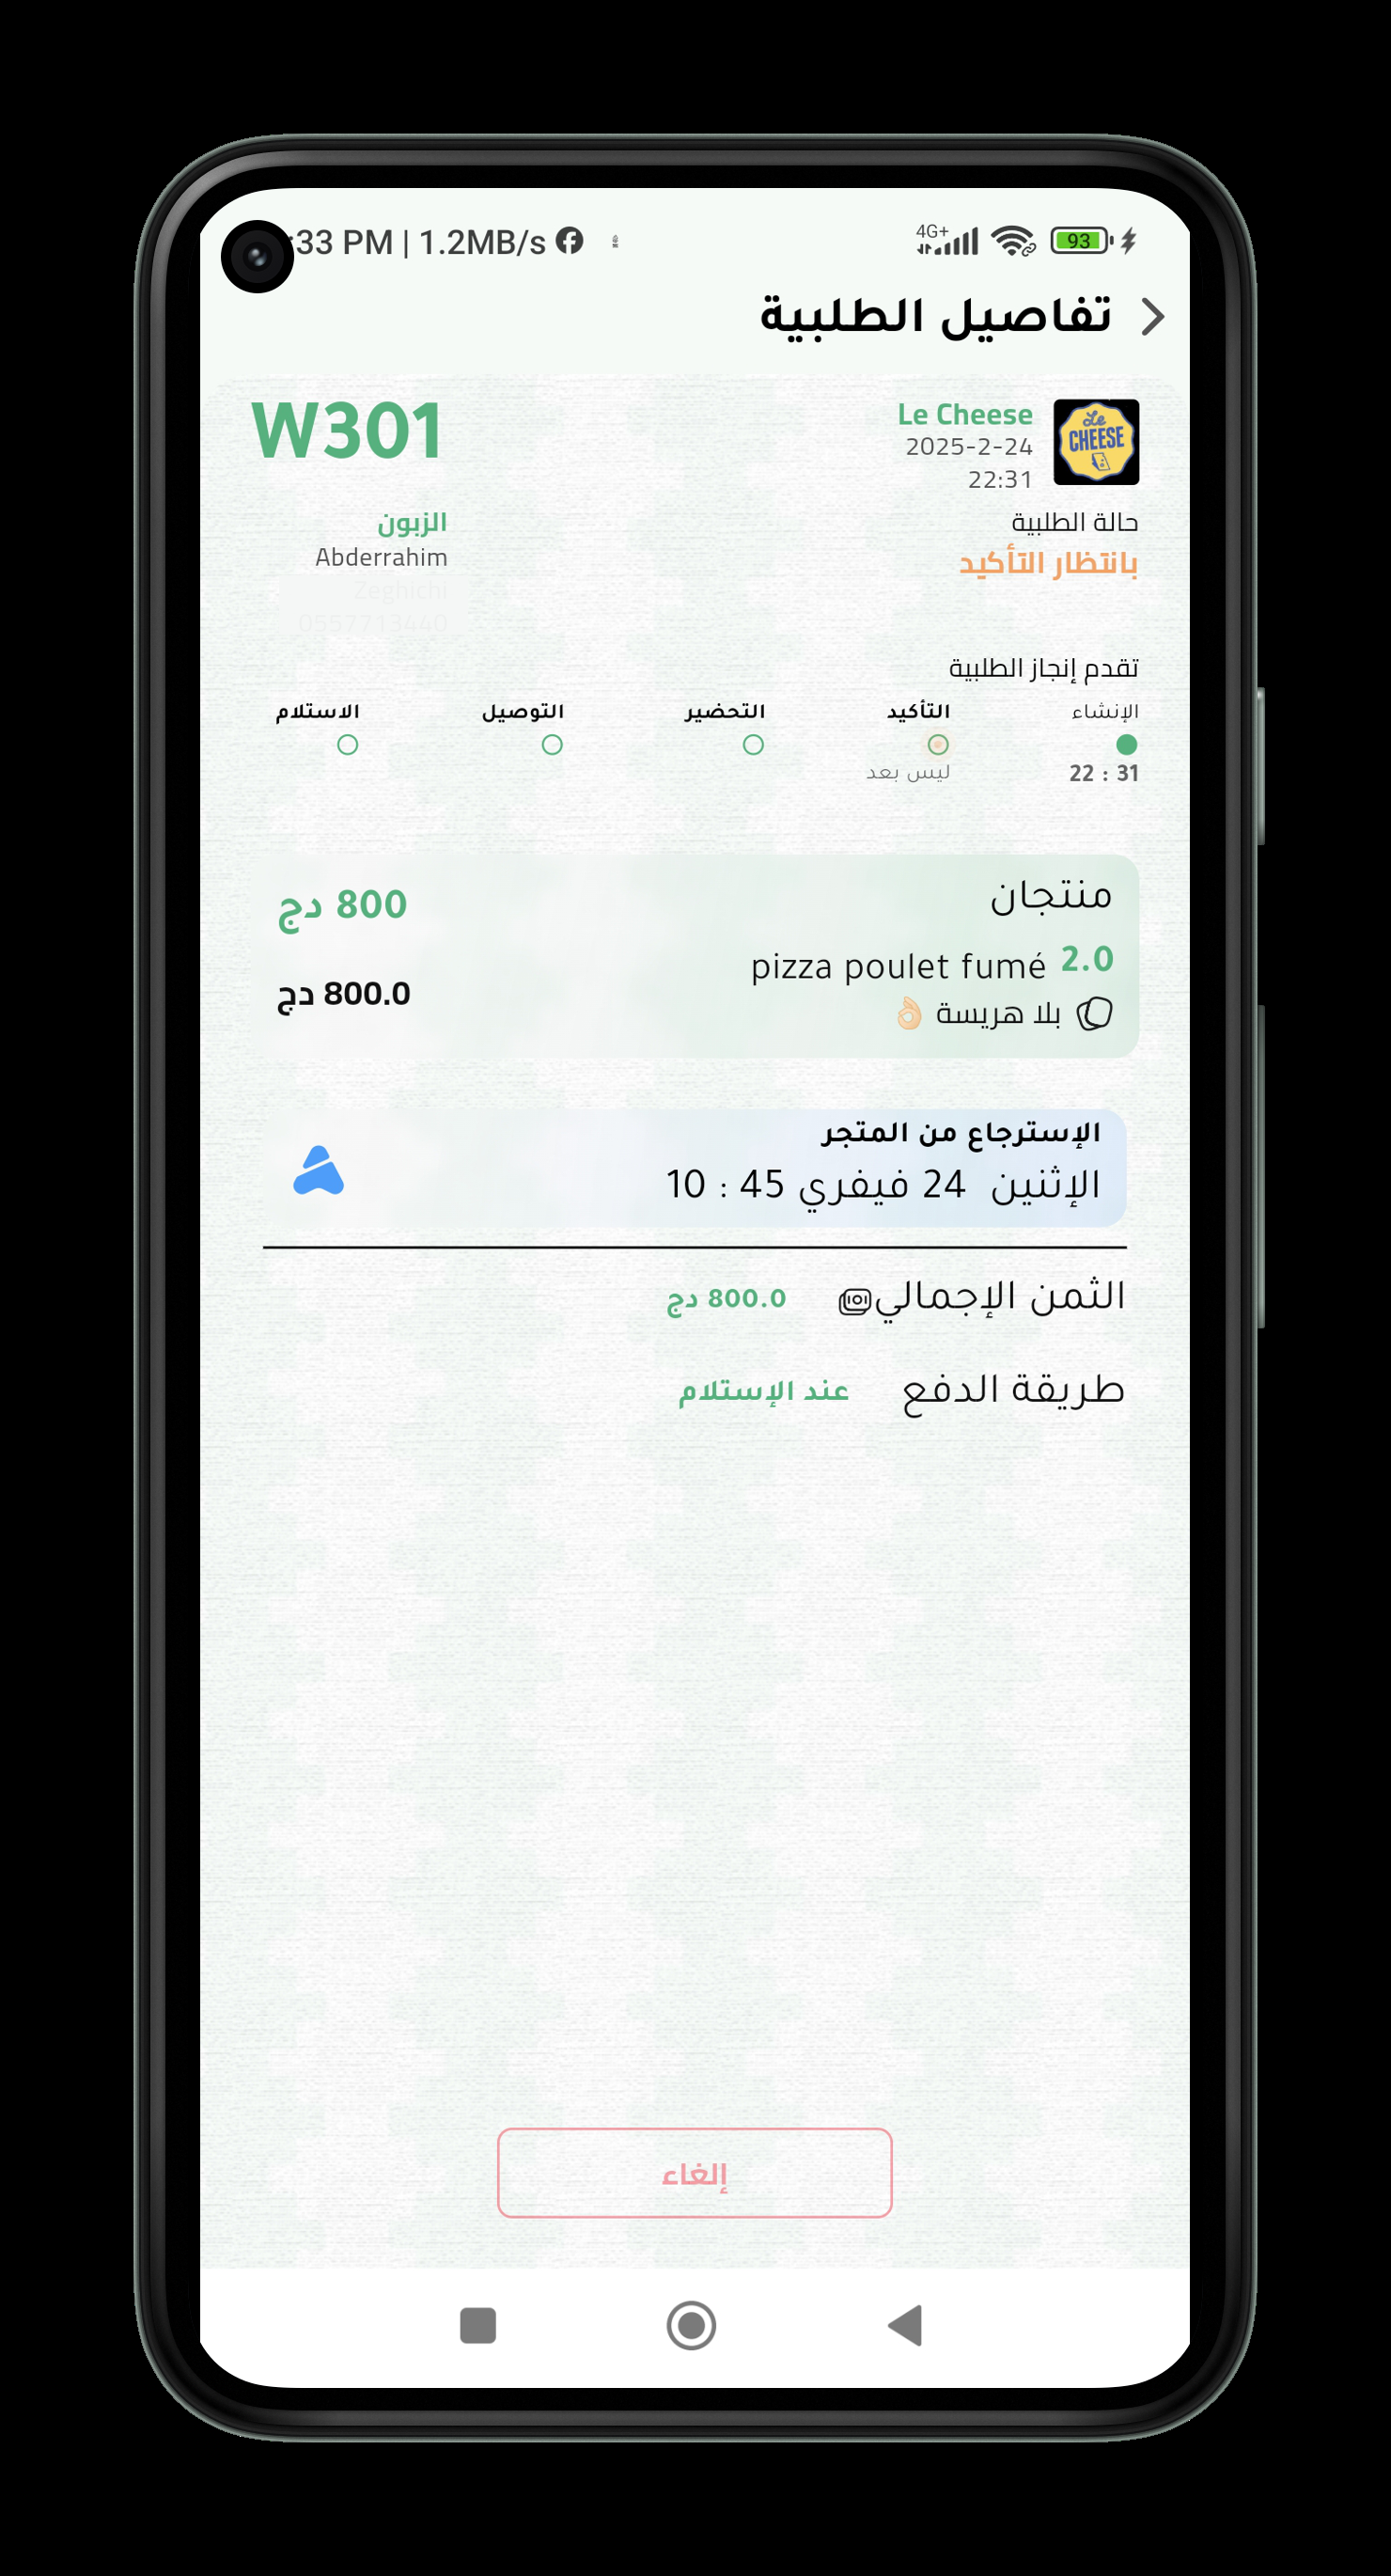 :33 PM | 1.2MB/s
4G+
93
تفاصيل الطلبية
W301
Le Cheese
2025-2-24
22:31
Le CHEESE
الزبون
Abderrahim
Zeghichi
0557713440
حالة الطلبية
بانتظار التأكيد
تقدم إنجاز الطلبية
الإنشاء
التأكيد
التحضير
التوصيل
الاستلام
22 : 31
ليس بعد
منتجان
800 دج
2.0 pizza poulet fumé
800.0 دج
بلا هريسة 👌🏻
الإسترجاع من المتجر
الإثنين 24 فيفري 45 : 10
الثمن الإجمالي 800.0 دج
طريقة الدفع عند الإستلام
إلغاء